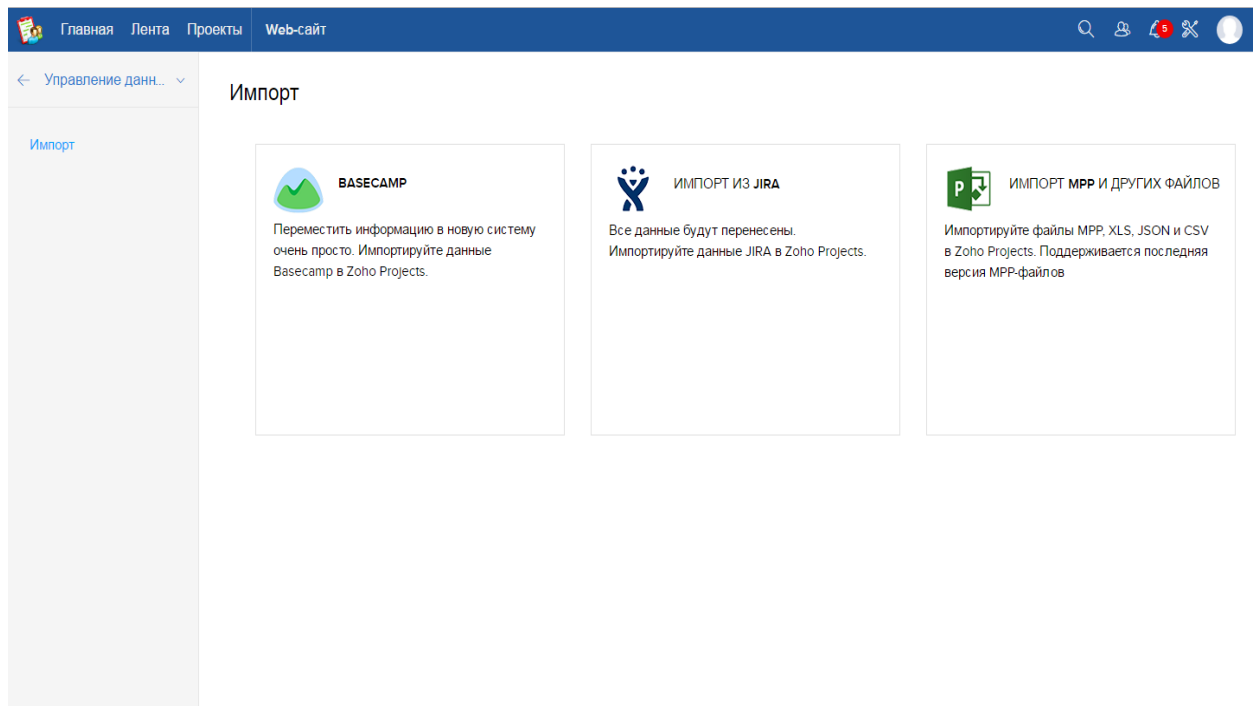 Главная Лента Проекты Web-сайт 5
Управление данн...
Импорт
Импорт
BASECAMP
Переместить информацию в новую систему
очень просто. Импортируйте данные
Basecamp в Zoho Projects.
ИМПОРТ ИЗ JIRA
Все данные будут перенесены.
Импортируйте данные JIRA в Zoho Projects.
P
ИМПОРТ MPP И ДРУГИХ ФАЙЛОВ
Импортируйте файлы MPP, XLS, JSON и CSV
в Zoho Projects. Поддерживается последняя
версия MPP-файлов